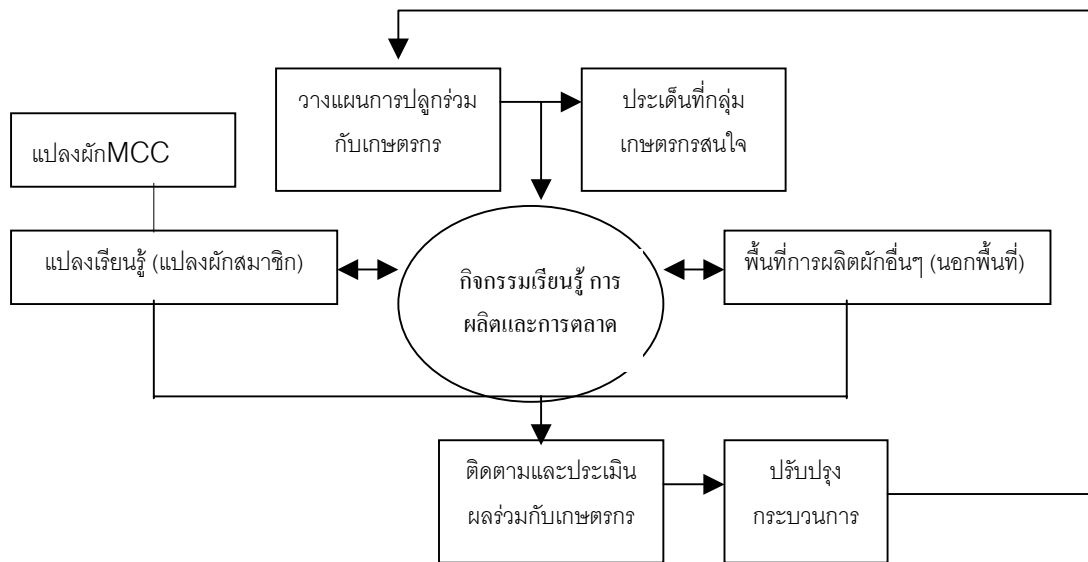 วางแผนการปลูกร่วม
กับเกษตรกร
ประเด็นที่กลุ่ม
เกษตรกรสนใจ
แปลงผักMCC
แปลงเรียนรู้ (แปลงผักสมาชิก)
กิจกรรมเรียนรู้ การ
ผลิตและการตลาด
พื้นที่การผลิตผักอื่นๆ (นอกพื้นที่)
ติดตามและประเมิน
ผลร่วมกับเกษตรกร
ปรับปรุง
กระบวนการ